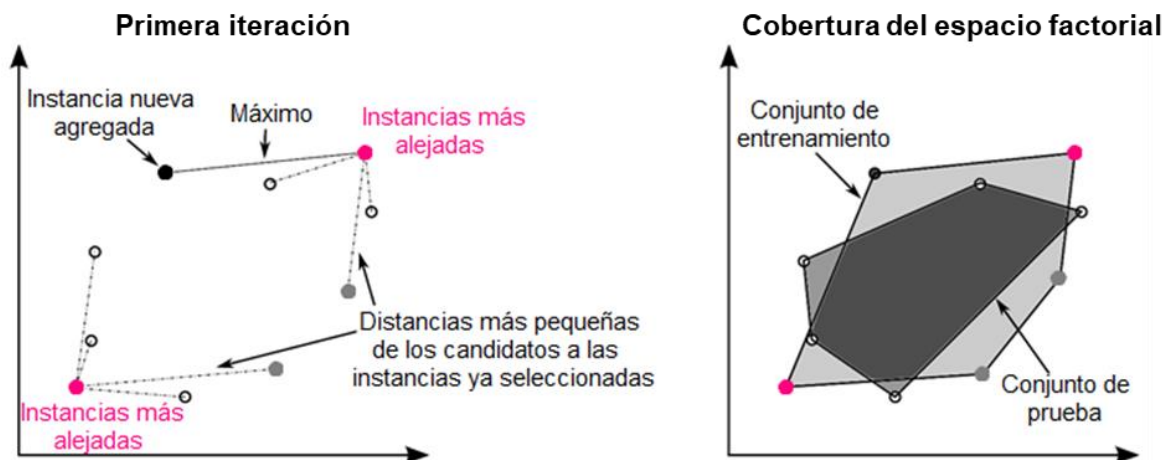 Primera iteración
Instancia nueva
agregada
Máximo
Instancias más
alejadas
Distancias más pequeñas
de los candidatos a las
instancias ya seleccionadas
Instancias más
alejadas
Cobertura del espacio factorial
Conjunto de
entrenamiento
Conjunto de
prueba